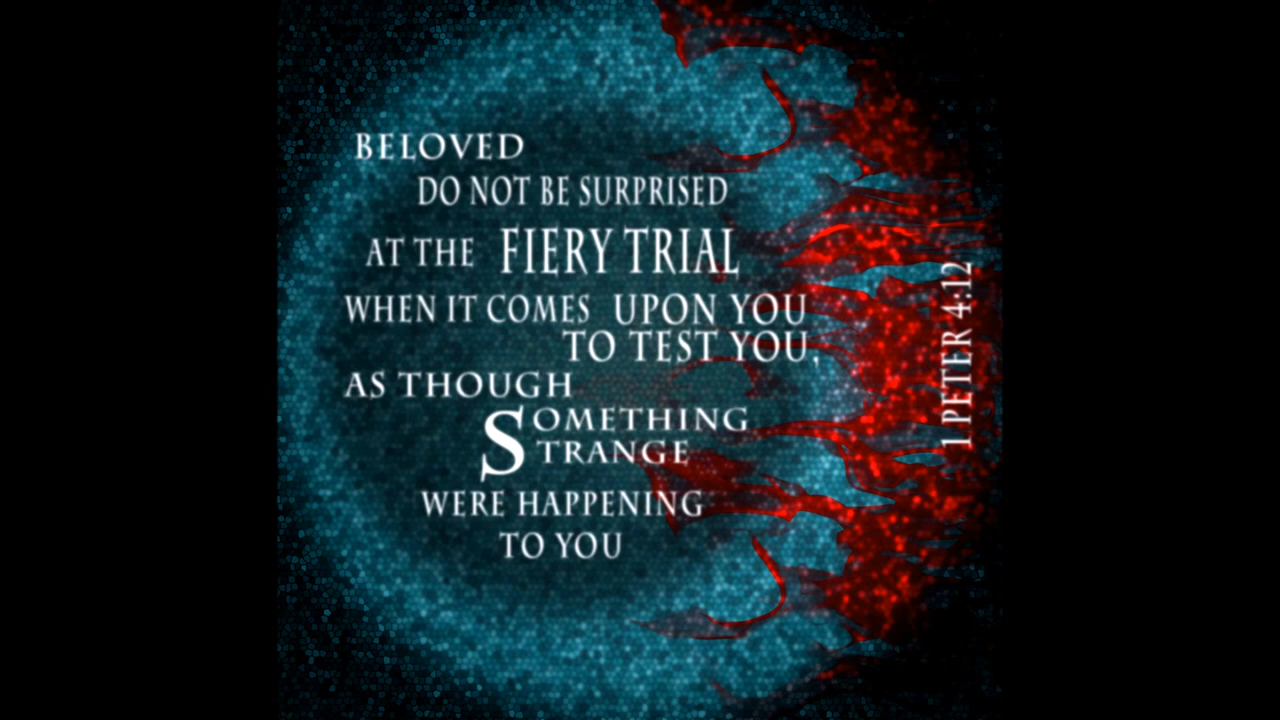 BELOVED
DO NOT BE SURPRISED
AT THE FIERY TRIAL
WHEN IT COMES UPON YOU
TO TEST YOU,
AS THOUGH
SOMETHING
STRANGE
WERE HAPPENING
TO YOU
1 PETER 4:12